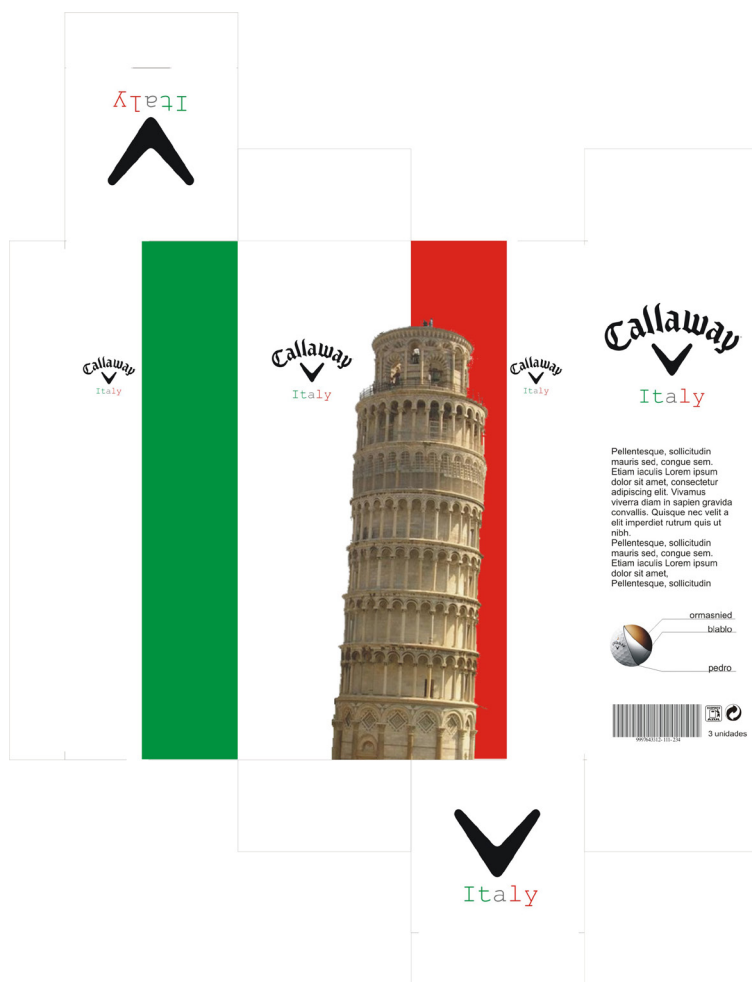 Italy
Callaway
Italy
Callaway
Italy
Callaway
Italy
Callaway
Italy
Pellentesque, sollicitudin
mauris sed, congue sem.
Etiam iaculis Lorem ipsum
dolor sit amet, consectetur
adipiscing elit. Vivamus
viverra diam in sapien gravida
convallis. Quisque nec velit a
elit imperdiet rutrum quis ut
nibh.
Pellentesque, sollicitudin
mauris sed, congue sem.
Etiam iaculis Lorem ipsum
dolor sit amet,
Pellentesque, sollicitudin
ormasnied
blablo
pedro
3 unidades
Italy